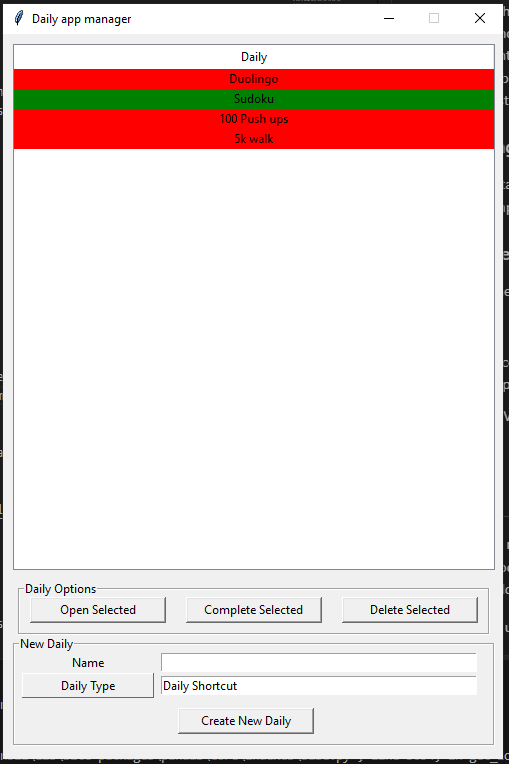 Daily app manager
Daily
Duolingo
Sudoku
100 Push ups
5k walk
Daily Options
Open Selected Complete Selected Delete Selected
New Daily
Name
Daily Type Daily Shortcut
Create New Daily